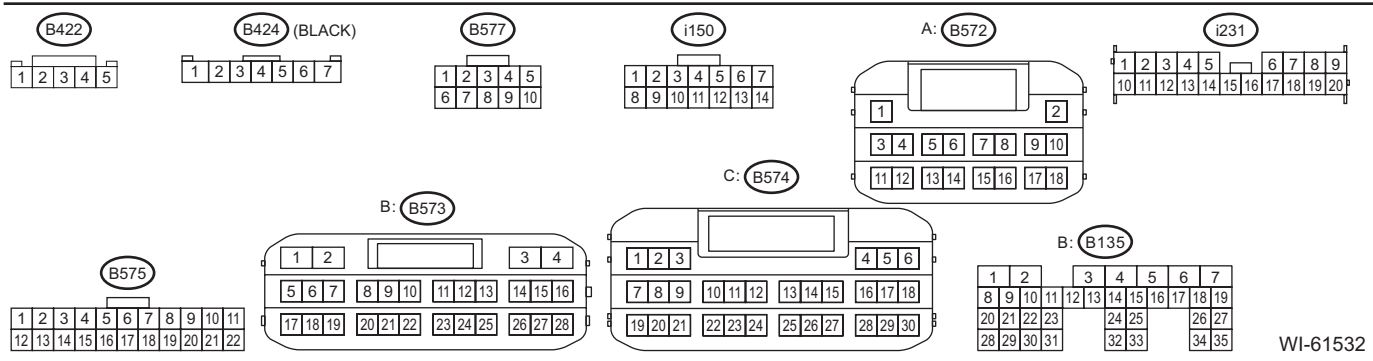 B422
1 2 3 4 5
B424 (BLACK)
1 2 3 4 5 6 7
B577
1 2 3 4 5
6 7 8 9 10
i150
1 2 3 4 5 6 7
8 9 10 11 12 13 14
A: B572
1 2
3 4 5 6 7 8 9 10
11 12 13 14 15 16 17 18
i231
1 2 3 4 5 6 7 8 9
10 11 12 13 14 15 16 17 18 19 20
B575
1 2 3 4 5 6 7 8 9 10 11
12 13 14 15 16 17 18 19 20 21 22
B: B573
1 2 3 4
5 6 7 8 9 10 11 12 13 14 15 16
17 18 19 20 21 22 23 24 25 26 27 28
C: B574
1 2 3 4 5 6
7 8 9 10 11 12 13 14 15 16 17 18
19 20 21 22 23 24 25 26 27 28 29 30
B: B135
1 2 3 4 5 6 7
8 9 10 11 12 13 14 15 16 17 18 19
20 21 22 23 24 25 26 27
28 29 30 31 32 33 34 35
WI-61532